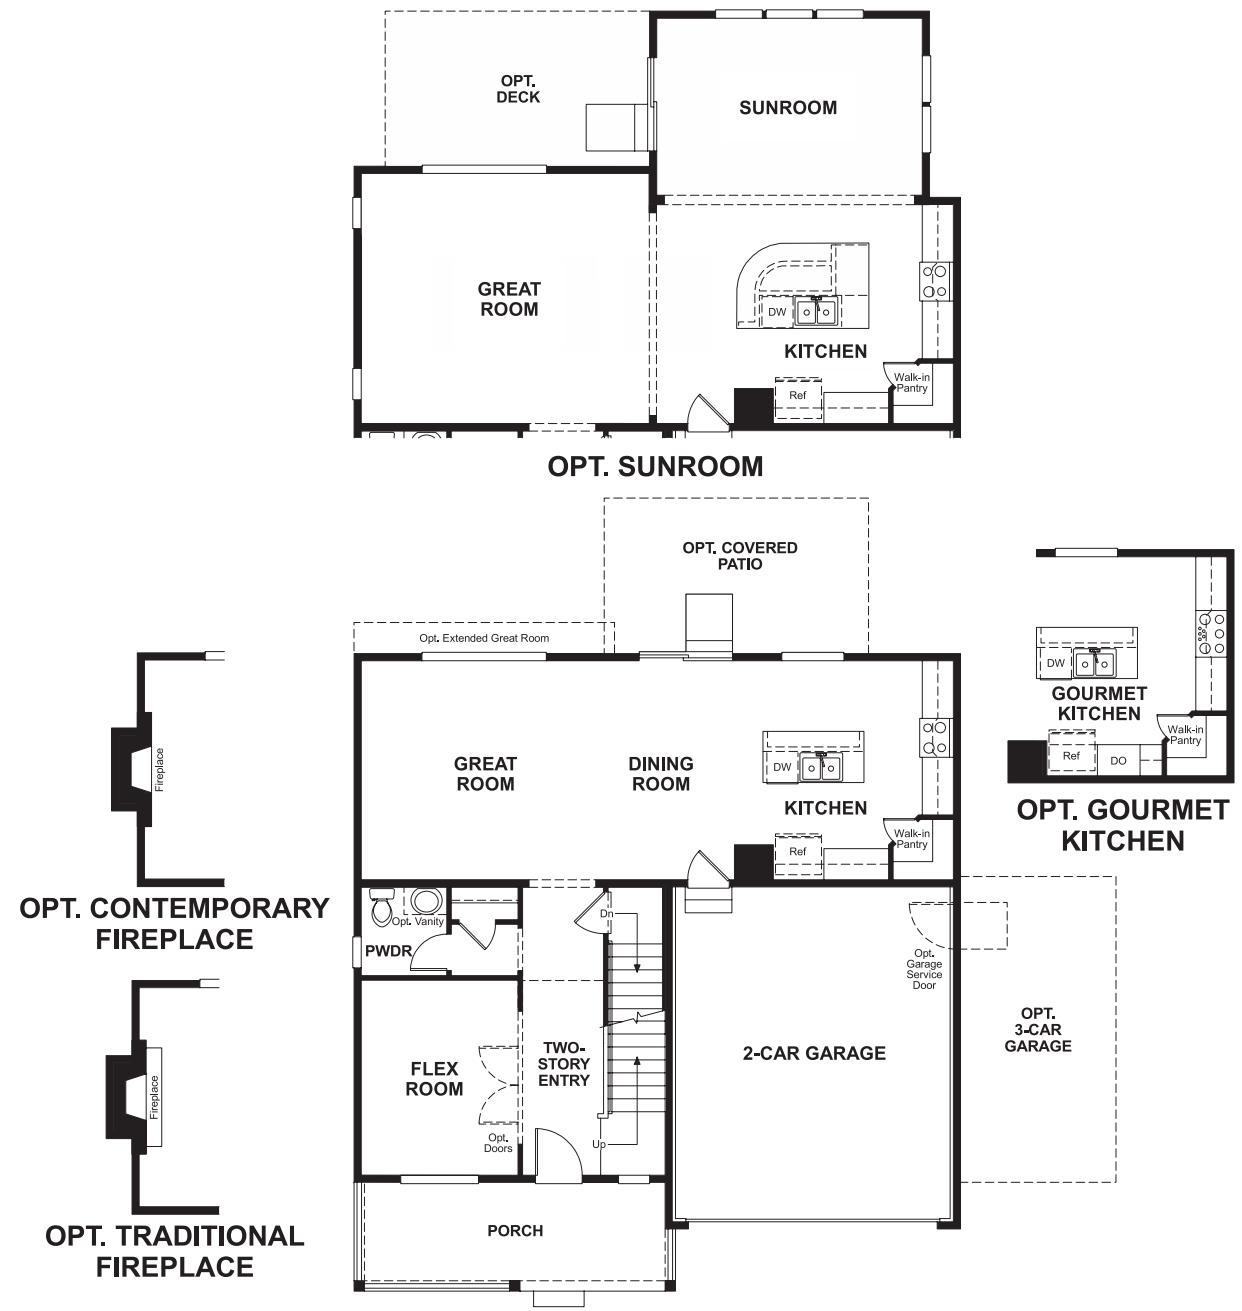 OPT.
DECK
SUNROOM
GREAT
ROOM
DW
KITCHEN
Walk-in
Pantry
Ref
OPT. SUNROOM
OPT. COVERED
PATIO
Opt. Extended Great Room
GREAT
ROOM
DINING
ROOM
DW
KITCHEN
Walk-in
Pantry
Ref
DW
GOURMET
KITCHEN
Walk-in
Pantry
Ref
DO
OPT. GOURMET
KITCHEN
Fireplace
OPT. CONTEMPORARY
FIREPLACE
Opt. Vanity
PWDR
Dn
Opt.
Garage
Service
Door
OPT.
3-CAR
GARAGE
2-CAR GARAGE
TWO-
STORY
ENTRY
FLEX
ROOM
Opt.
Doors
Up
Fireplace
OPT. TRADITIONAL
FIREPLACE
PORCH